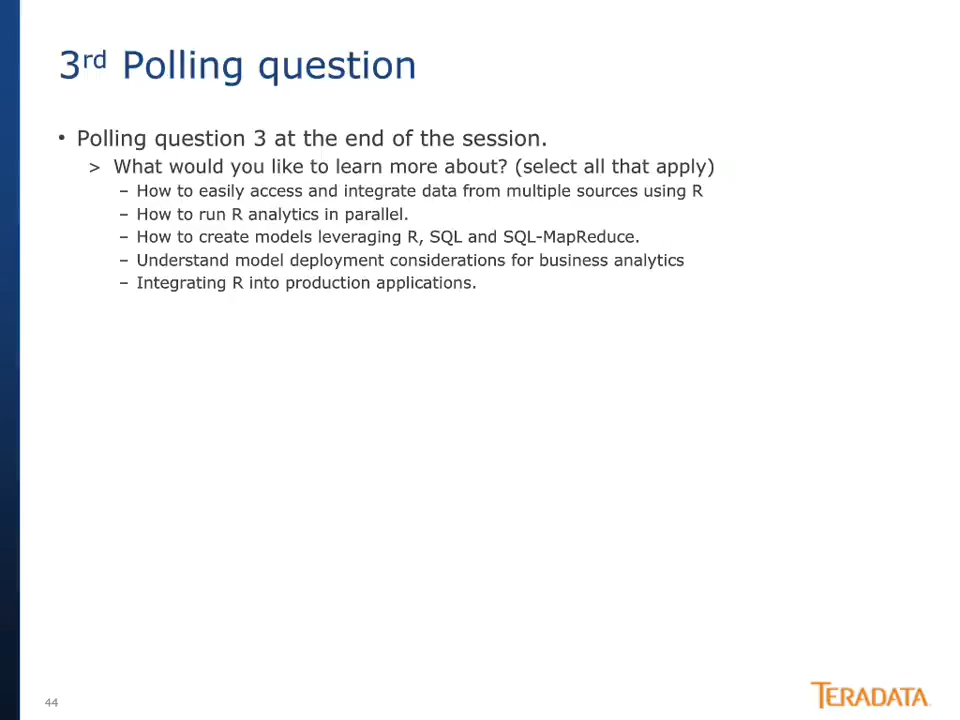 3rd Polling question
• Polling question 3 at the end of the session.
> What would you like to learn more about? (select all that apply)
– How to easily access and integrate data from multiple sources using R
– How to run R analytics in parallel.
– How to create models leveraging R, SQL and SQL-MapReduce.
– Understand model deployment considerations for business analytics
– Integrating R into production applications.
44
TERADATA